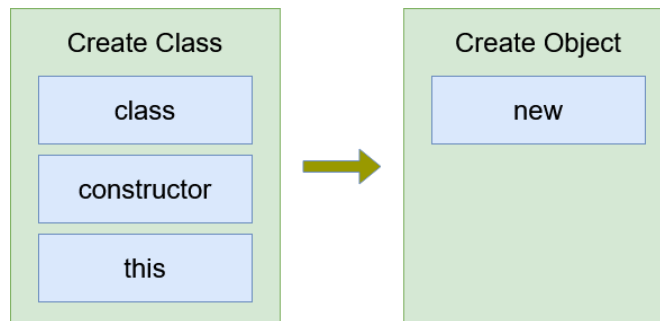 Create Class
class
constructor
this
Create Object
new